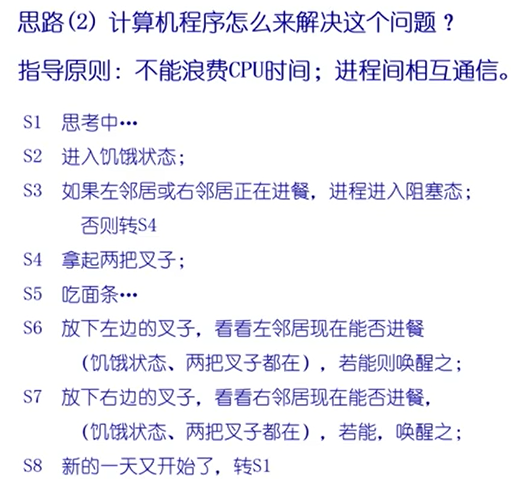 思路(2) 计算机程序怎么来解决这个问题？
指导原则：不能浪费CPU时间；进程间相互通信。
S1 思考中…
S2 进入饥饿状态；
S3 如果左邻居或右邻居正在进餐，进程进入阻塞态；
否则转S4
S4 拿起两把叉子；
S5 吃面条…
S6 放下左边的叉子，看看左邻居现在能否进餐
（饥饿状态、两把叉子都在），若能则唤醒之；
S7 放下右边的叉子，看看右邻居现在能否进餐，
（饥饿状态、两把叉子都在），若能，唤醒之；
S8 新的一天又开始了，转S1